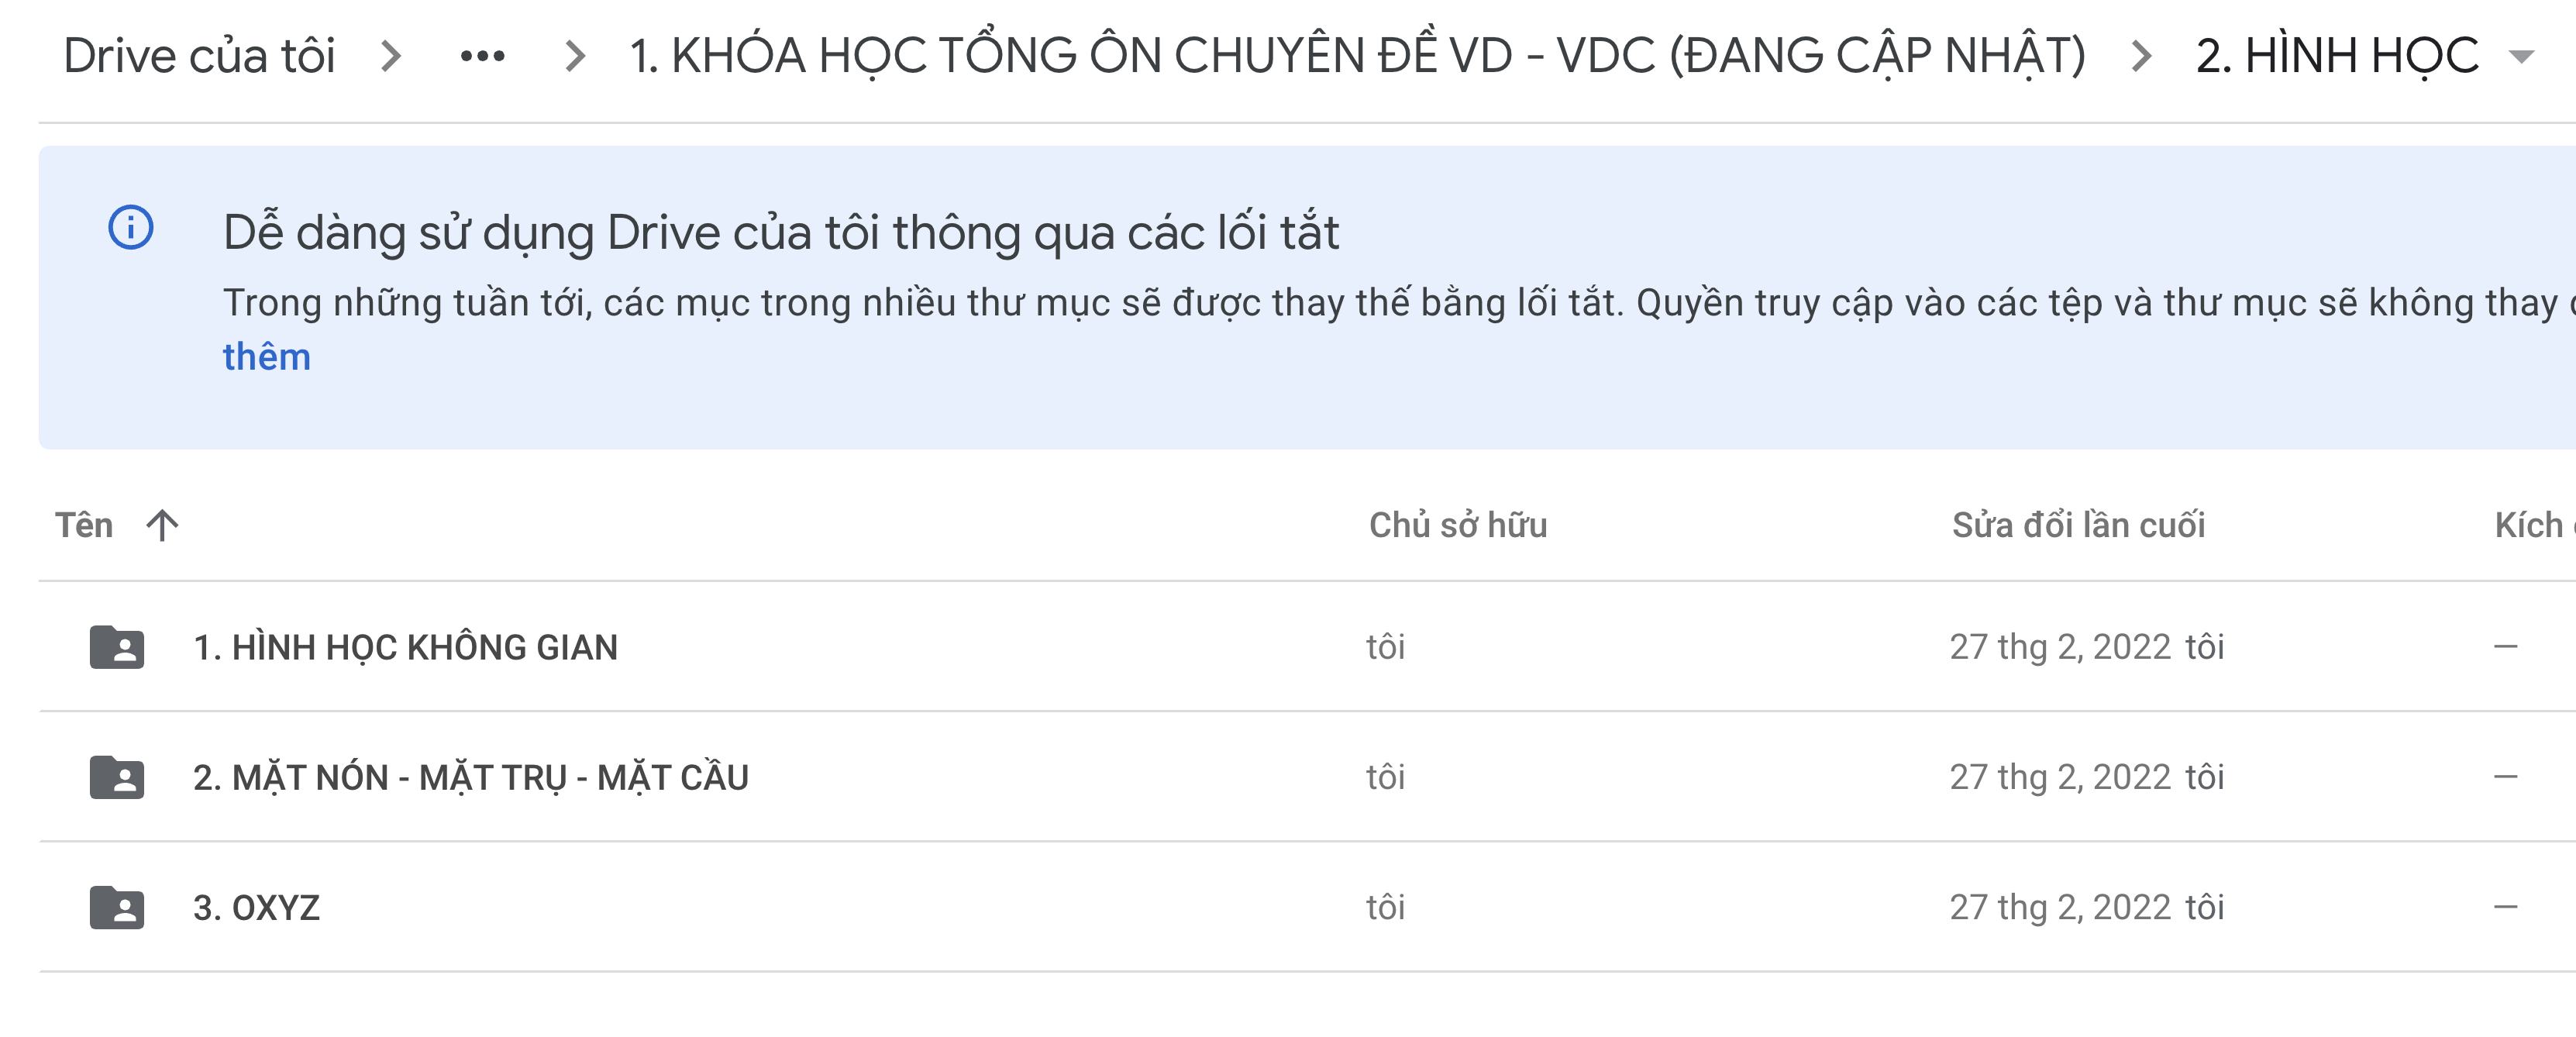 Drive của tôi > ••• > 1. KHÓA HỌC TỔNG ÔN CHUYÊN ĐỀ VD - VDC (ĐANG CẬP NHẬT) > 2. HÌNH HỌC
Dễ dàng sử dụng Drive của tôi thông qua các lối tắt
Trong những tuần tới, các mục trong nhiều thư mục sẽ được thay thế bằng lối tắt. Quyền truy cập vào các tệp và thư mục sẽ không thay
thêm
Tên Chủ sở hữu Sửa đổi lần cuối Kích
1. HÌNH HỌC KHÔNG GIAN tôi 27 thg 2, 2022 tôi —
2. MẶT NÓN - MẶT TRỤ - MẶT CẦU tôi 27 thg 2, 2022 tôi —
3. OXYZ tôi 27 thg 2, 2022 tôi —